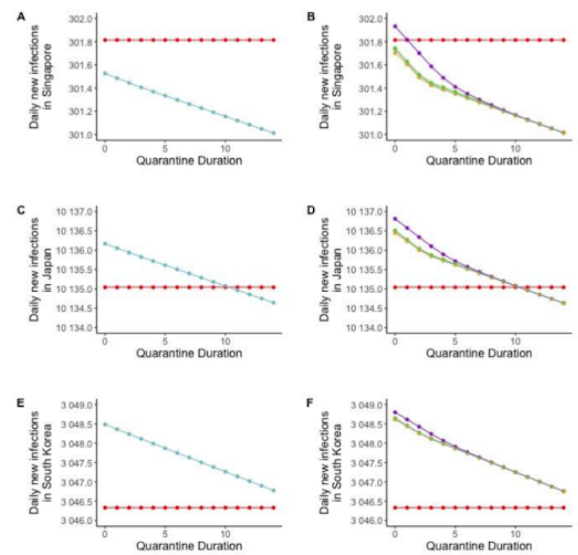 A
302.0
301.8
301.6
301.4
301.2
301.0
Daily new infections
in Singapore
0 5 10
Quarantine Duration
B
302.0
301.8
301.6
301.4
301.2
301.0
Daily new infections
in Singapore
0 5 10
Quarantine Duration
C
10 137.0
10 136.5
10 136.0
10 135.5
10 135.0
10 134.5
10 134.0
Daily new infections
in Japan
0 5 10
Quarantine Duration
D
10 137.0
10 136.5
10 136.0
10 135.5
10 135.0
10 134.5
10 134.0
Daily new infections
in Japan
0 5 10
Quarantine Duration
E
3 049.0
3 048.5
3 048.0
3 047.5
3 047.0
3 046.5
3 046.0
Daily new infections
in South Korea
0 5 10
Quarantine Duration
F
3 049.0
3 048.5
3 048.0
3 047.5
3 047.0
3 046.5
3 046.0
Daily new infections
in South Korea
0 5 10
Quarantine Duration